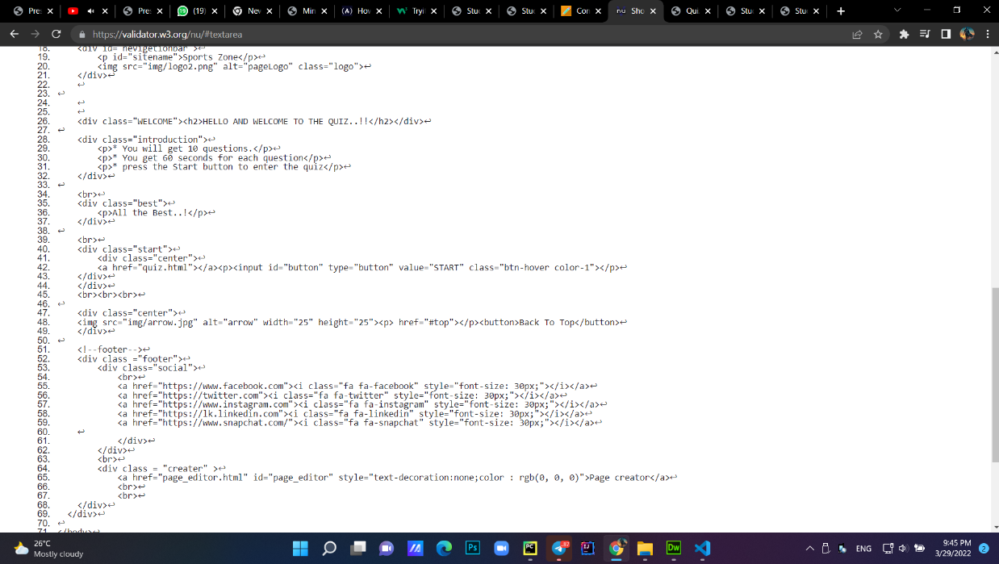 Pre:
(19)
Pre:
(19)
Nev
Min
Hov
Tryi
Stuc
Stuc
Con
nu Sho
Qui
Stu
Stuc
https://validator.w3.org/nu/#textarea
18. <div id="nevigetionbar">↩
19. <p id="sitename">Sports Zone</p>↩
20. <img src="img/logo2.png" alt="pageLogo" class="logo">↩
21. </div>↩
22. ↩
23. ↩
24. ↩
25. ↩
26. <div class="WELCOME"><h2>HELLO AND WELCOME TO THE QUIZ..!!</h2></div>↩
27. ↩
28. <div class="introduction">↩
29. <p>* You will get 10 questions.</p>↩
30. <p>* You get 60 seconds for each question</p>↩
31. <p>* press the Start button to enter the quiz</p>↩
32. </div>↩
33. ↩
34. <br>↩
35. <div class="best">↩
36. <p>All the Best..!</p>↩
37. </div>↩
38. ↩
39. <br>↩
40. <div class="start">↩
41. <div class="center">↩
42. <a href="quiz.html"></a><p><input id="button" type="button" value="START" class="btn-hover color-1"></p>↩
43. </div>↩
44. </div>↩
45. <br><br><br>↩
46. ↩
47. <div class="center">↩
48. <img src="img/arrow.jpg" alt="arrow" width="25" height="25"><p> href="#top"></p><button>Back To Top</button>↩
49. </div>↩
50. ↩
51. <!--footer-->↩
52. <div class ="footer">↩
53. <div class="social">↩
54. <br>↩
55. <a href="https://www.facebook.com"><i class="fa fa-facebook" style="font-size: 30px;"></i></a>↩
56. <a href="https://twitter.com"><i class="fa fa-twitter" style="font-size: 30px;"></i></a>↩
57. <a href="https://www.instagram.com"><i class="fa fa-instagram" style="font-size: 30px;"></i></a>↩
58. <a href="https://lk.linkedin.com"><i class="fa fa-linkedin" style="font-size: 30px;"></i></a>↩
59. <a href="https://www.snapchat.com/"><i class="fa fa-snapchat" style="font-size: 30px;"></i></a>↩
60. ↩
61. </div>↩
62. </div>↩
63. <br>↩
64. <div class = "creater" >↩
65. <a href="page_editor.html" id="page_editor" style="text-decoration:none;color : rgb(0, 0, 0)">Page creator</a>↩
66. <br>↩
67. <br>↩
68. </div>↩
69. </div>↩
70. ↩
71. </body>↩
26°C
Mostly cloudy
Ps
PC
87
IJ
Dw
ENG
9:45 PM
3/29/2022
2